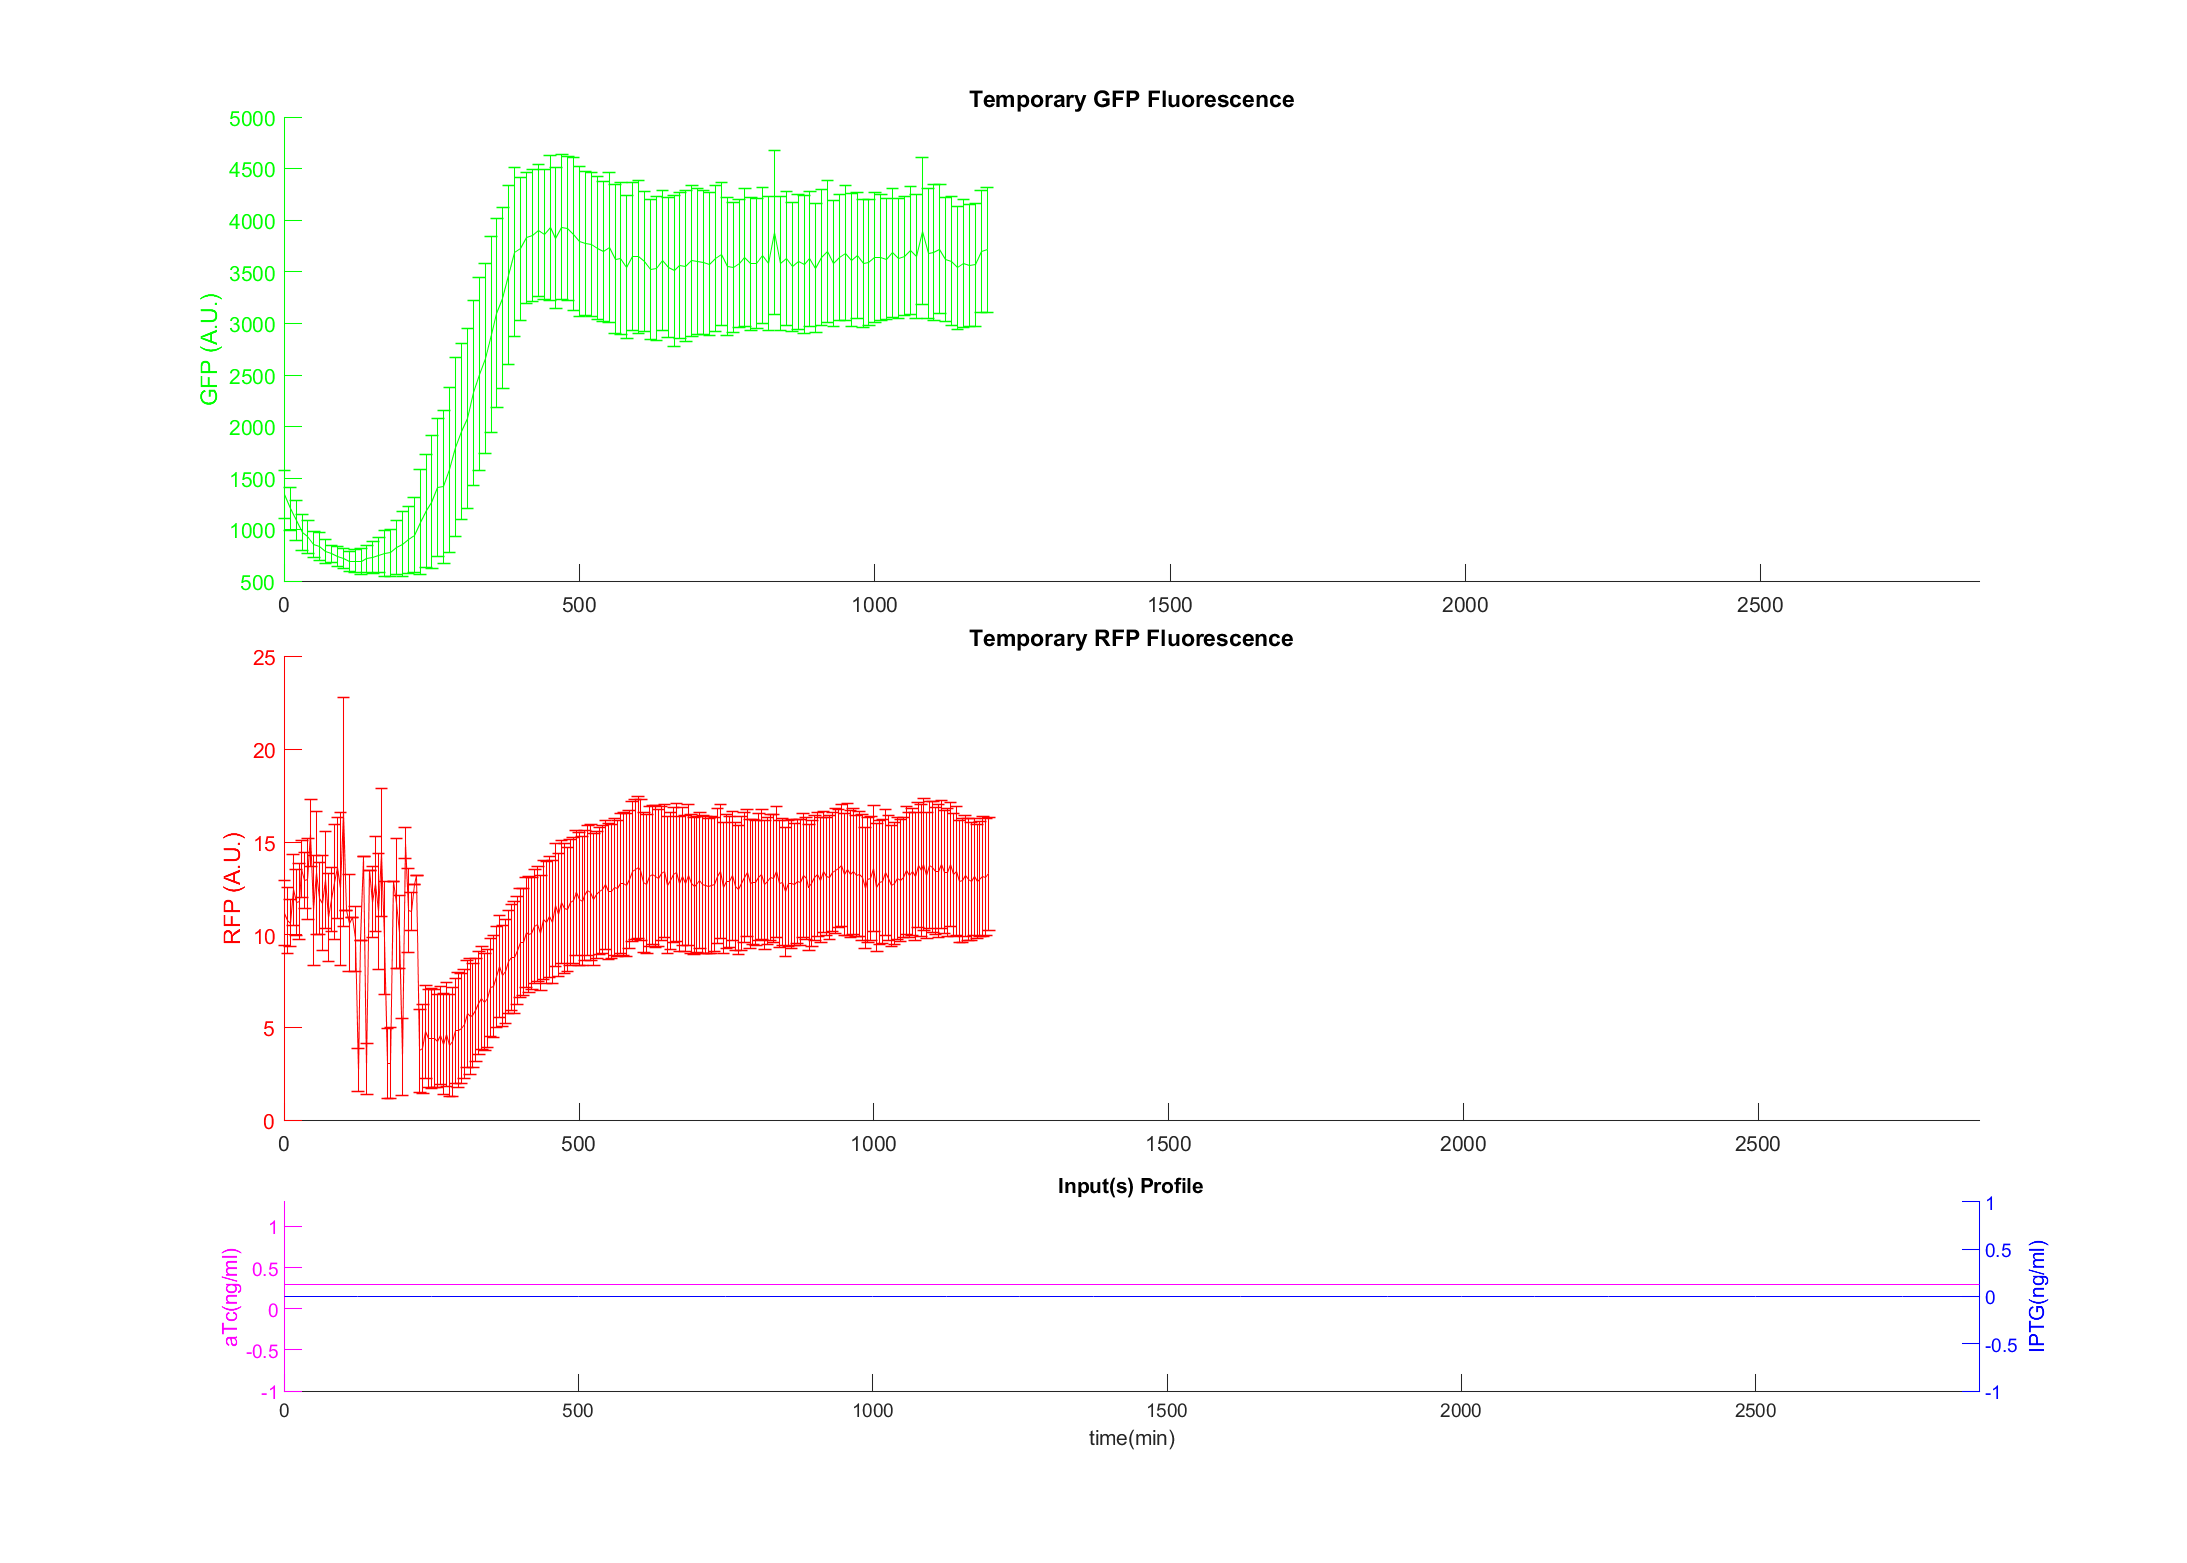 Temporary GFP Fluorescence
5000
4500
4000
3500
3000
2500
2000
1500
1000
500
GFP (A.U.)
0 500 1000 1500 2000 2500
Temporary RFP Fluorescence
25
20
15
10
5
0
RFP (A.U.)
0 500 1000 1500 2000 2500
Input(s) Profile
1
0.5
0
-0.5
-1
aTc(ng/ml)
1
0.5
0
-0.5
-1
IPTG(ng/ml)
0 500 1000 1500 2000 2500
time(min)